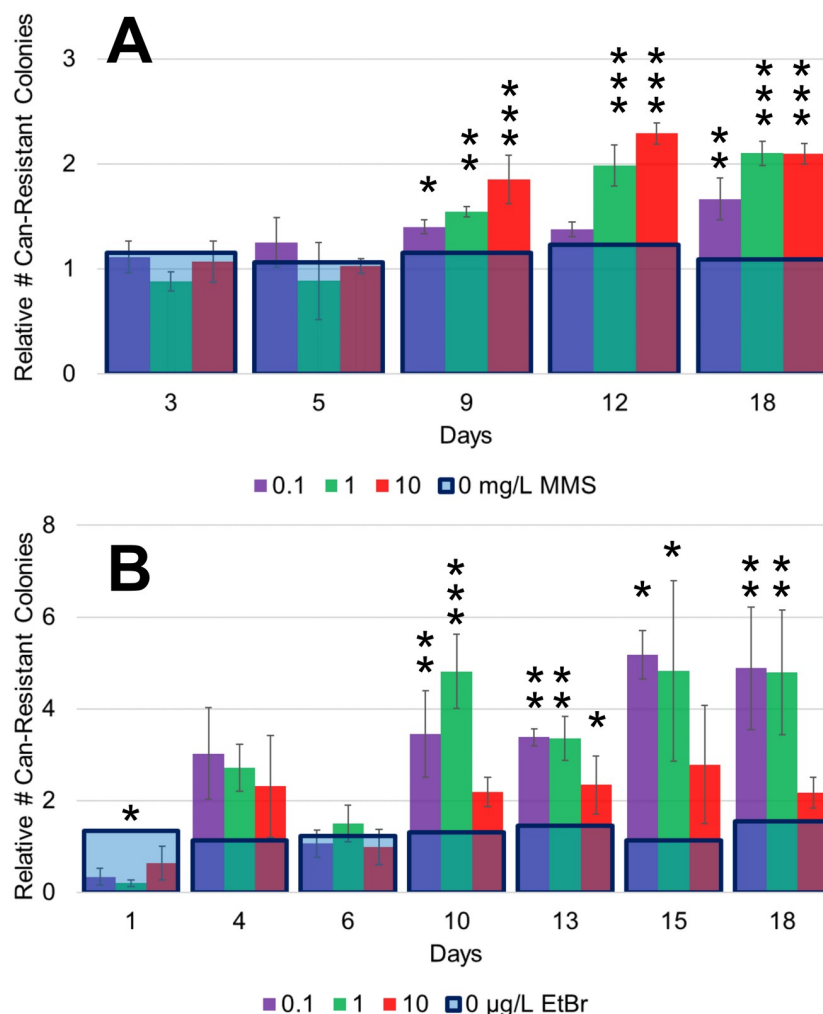 A
Relative # Can-Resistant Colonies
3
2
1
0
* ** *** *** *** ** *** ***
3 5 9 12 18
Days
0.1 1 10 0 mg/L MMS
B
Relative # Can-Resistant Colonies
8
6
4
2
0
* ** *** ** ** * * * ** **
1 4 6 10 13 15 18
Days
0.1 1 10 0 µg/L EtBr